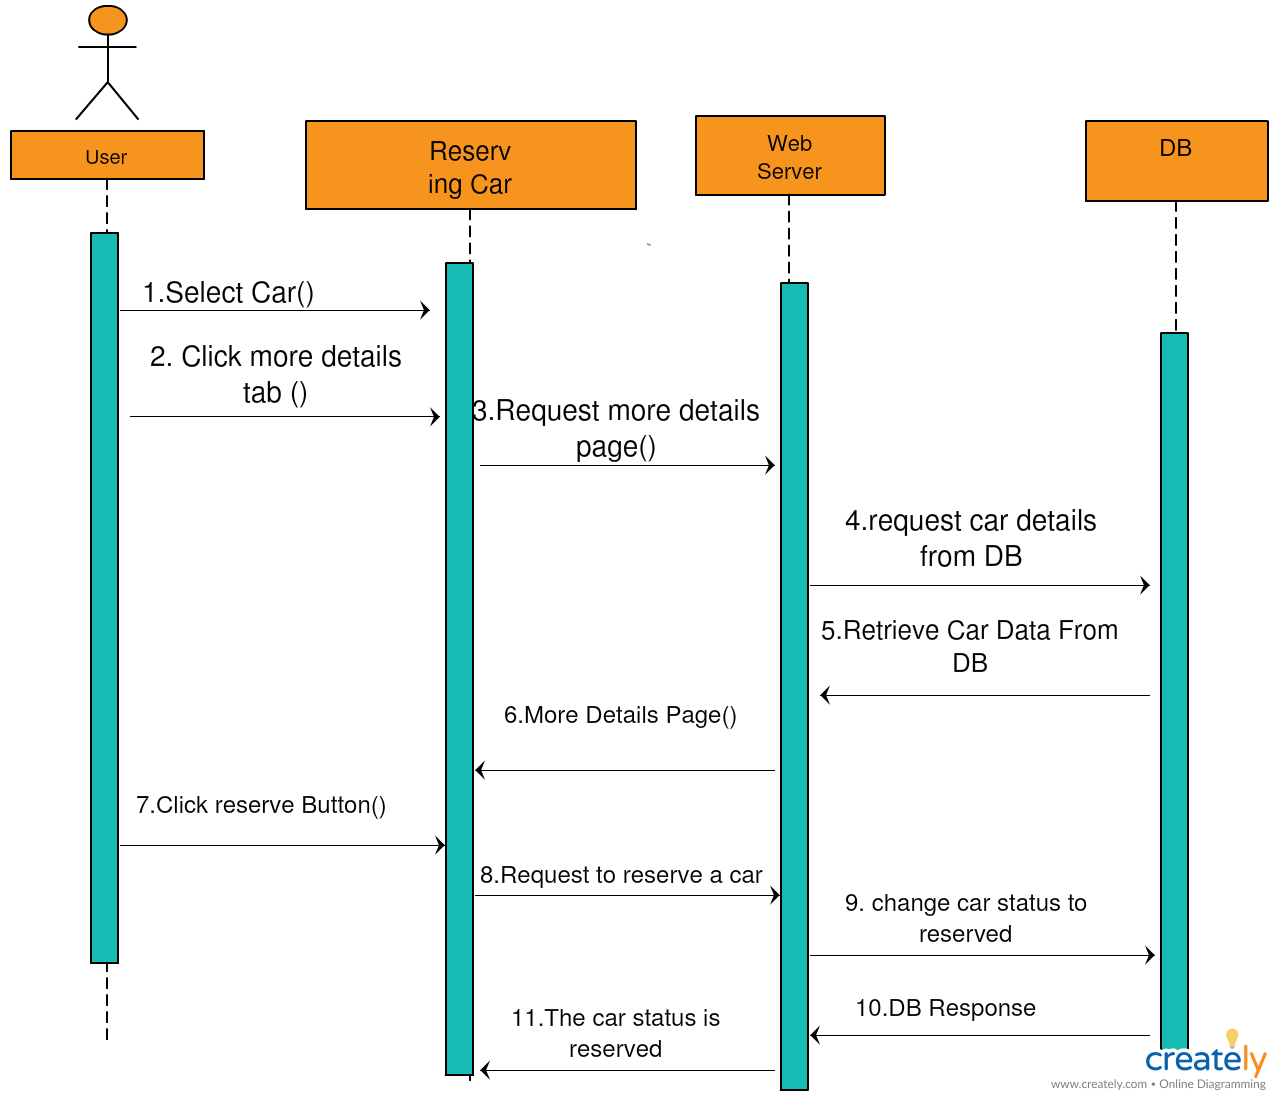 User
Reserv
ing Car
Web
Server
DB
1.Select Car()
2. Click more details
tab ()
3.Request more details
page()
4.request car details
from DB
5.Retrieve Car Data From
DB
6.More Details Page()
7.Click reserve Button()
8.Request to reserve a car
9. change car status to
reserved
10.DB Response
11.The car status is
reserved
creately
www.creately.com • Online Diagramming